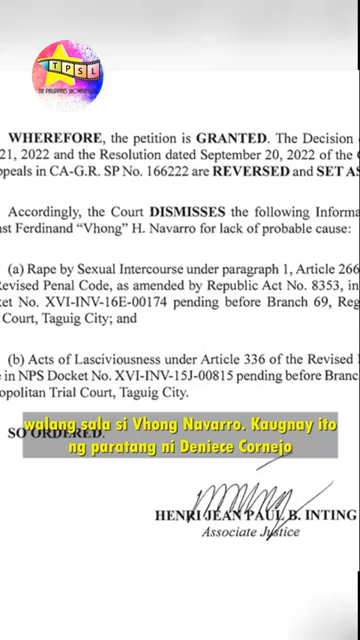 TPSL
WHEREFORE, the petition is GRANTED. The Decision
21, 2022 and the Resolution dated September 20, 2022 of the
ppeals in CA-G.R. SP No. 166222 are REVERSED and SET AS
Accordingly, the Court DISMISSES the following Informa
nst Ferdinand “Vhong” H. Navarro for lack of probable cause:
(a) Rape by Sexual Intercourse under paragraph 1, Article 266
Revised Penal Code, as amended by Republic Act No. 8353, in
ket No. XVI-INV-16E-00174 pending before Branch 69, Reg
Court, Taguig City; and
(b) Acts of Lasciviousness under Article 336 of the Revised
e in NPS Docket No. XVI-INV-15J-00815 pending before Branc
opolitan Trial Court, Taguig City.
SO ORDERED.
walang sala si Vhong Navarro. Kaugnay ito
ng paratang ni Deniece Cornejo
HENRI JEAN PAUL B. INTING
Associate Justice